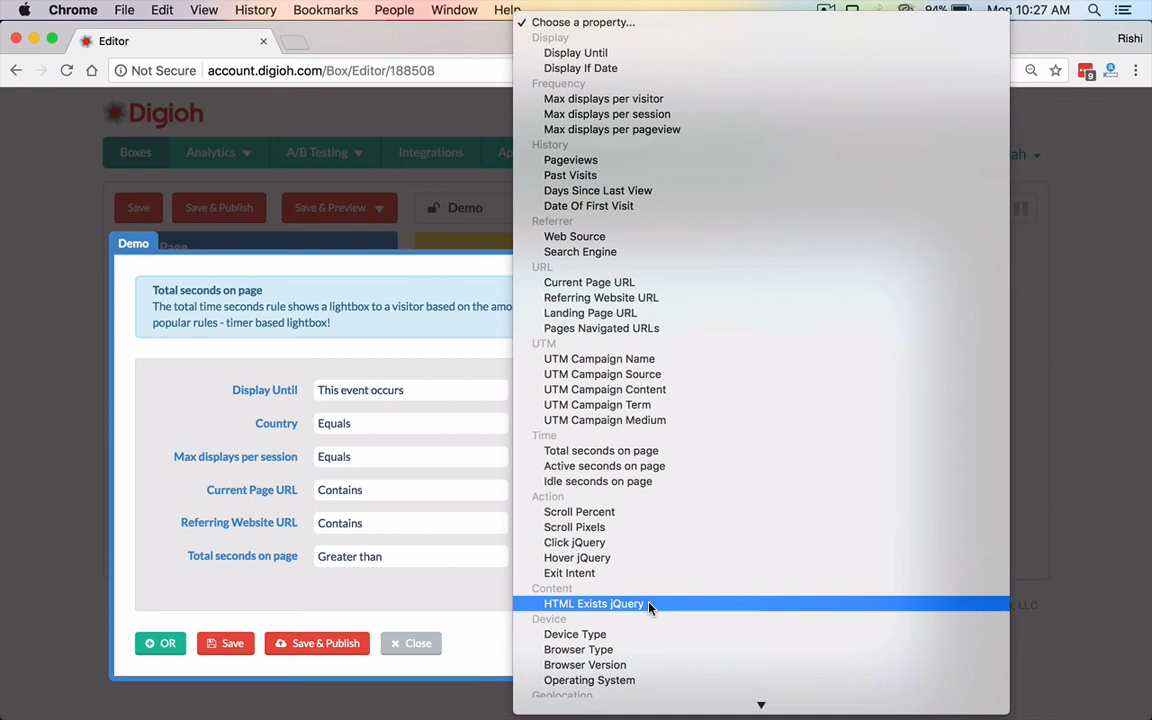 Chrome File Edit View History Bookmarks People Window Help 94% Mon 10:27 AM
Editor Rishi
Not Secure account.digioh.com/Box/Editor/188508 9
Digioh
Boxes Analytics A/B Testing Integrations Ap ah
Save Save & Publish Save & Preview Demo
Demo Page
Total seconds on page
The total time seconds rule shows a lightbox to a visitor based on the amo
popular rules - timer based lightbox!
Display Until This event occurs
Country Equals
Max displays per session Equals
Current Page URL Contains
Referring Website URL Contains
Total seconds on page Greater than
OR Save Save & Publish Close
✓ Choose a property...
Display
Display Until
Display If Date
Frequency
Max displays per visitor
Max displays per session
Max displays per pageview
History
Pageviews
Past Visits
Days Since Last View
Date Of First Visit
Referrer
Web Source
Search Engine
URL
Current Page URL
Referring Website URL
Landing Page URL
Pages Navigated URLs
UTM
UTM Campaign Name
UTM Campaign Source
UTM Campaign Content
UTM Campaign Term
UTM Campaign Medium
Time
Total seconds on page
Active seconds on page
Idle seconds on page
Action
Scroll Percent
Scroll Pixels
Click jQuery
Hover jQuery
Exit Intent
Content
HTML Exists jQuery
Device
Device Type
Browser Type
Browser Version
Operating System
Geolocation
, LLC